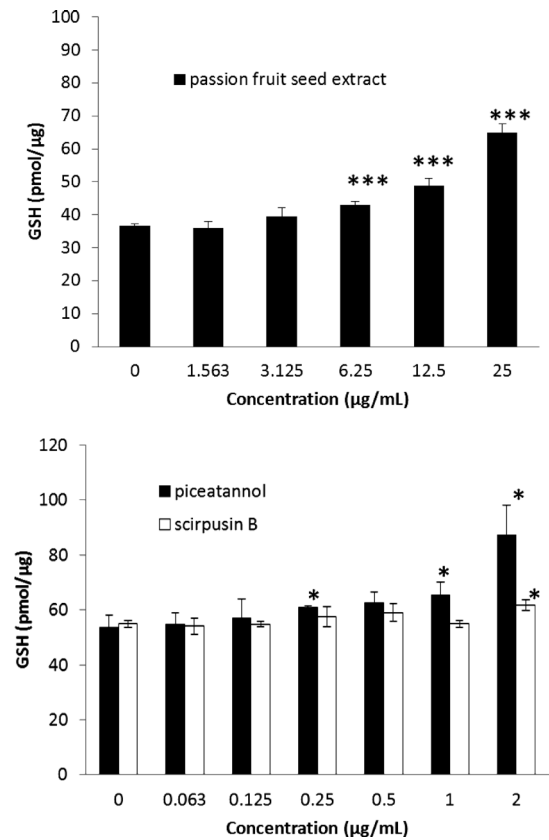 100
90
80
70
60
50
40
30
20
10
0
GSH (pmol/µg)
passion fruit seed extract
***
***
***
0 1.563 3.125 6.25 12.5 25
Concentration (µg/mL)
120
100
80
60
40
20
0
GSH (pmol/µg)
piceatannol
scirpusin B
*
*
*
*
0 0.063 0.125 0.25 0.5 1 2
Concentration (µg/mL)